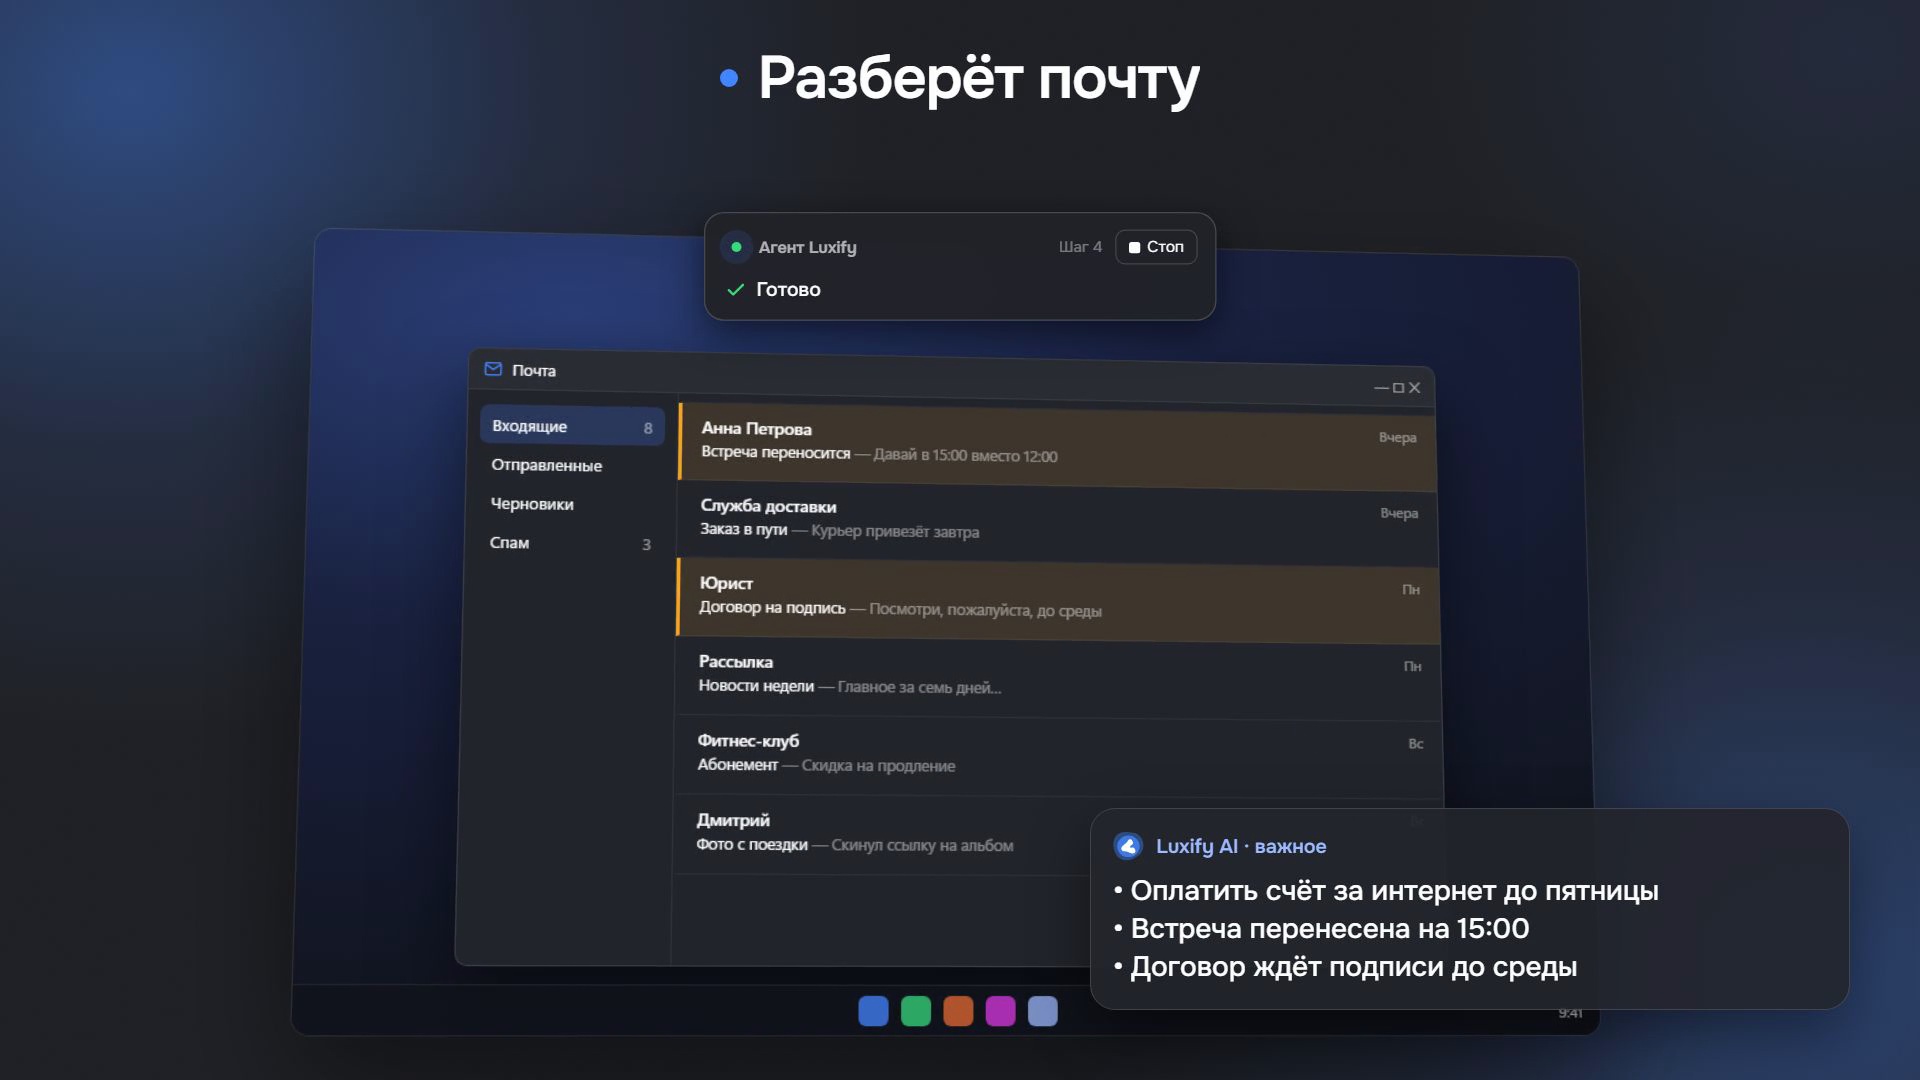 Разберёт почту
Агент Luxify
Шаг 4
Стоп
Готово
Почта
Входящие 8
Отправленные
Черновики
Спам 3
Анна Петрова
Вчера
Встреча переносится — Давай в 15:00 вместо 12:00
Служба доставки
Вчера
Заказ в пути — Курьер привезёт завтра
Юрист
Пн
Договор на подпись — Посмотри, пожалуйста, до среды
Рассылка
Пн
Новости недели — Главное за семь дней...
Фитнес-клуб
Вс
Абонемент — Скидка на продление
Дмитрий
Фото с поездки — Скинул ссылку на альбом
Luxify AI · важное
• Оплатить счёт за интернет до пятницы
• Встреча перенесена на 15:00
• Договор ждёт подписи до среды
9:41